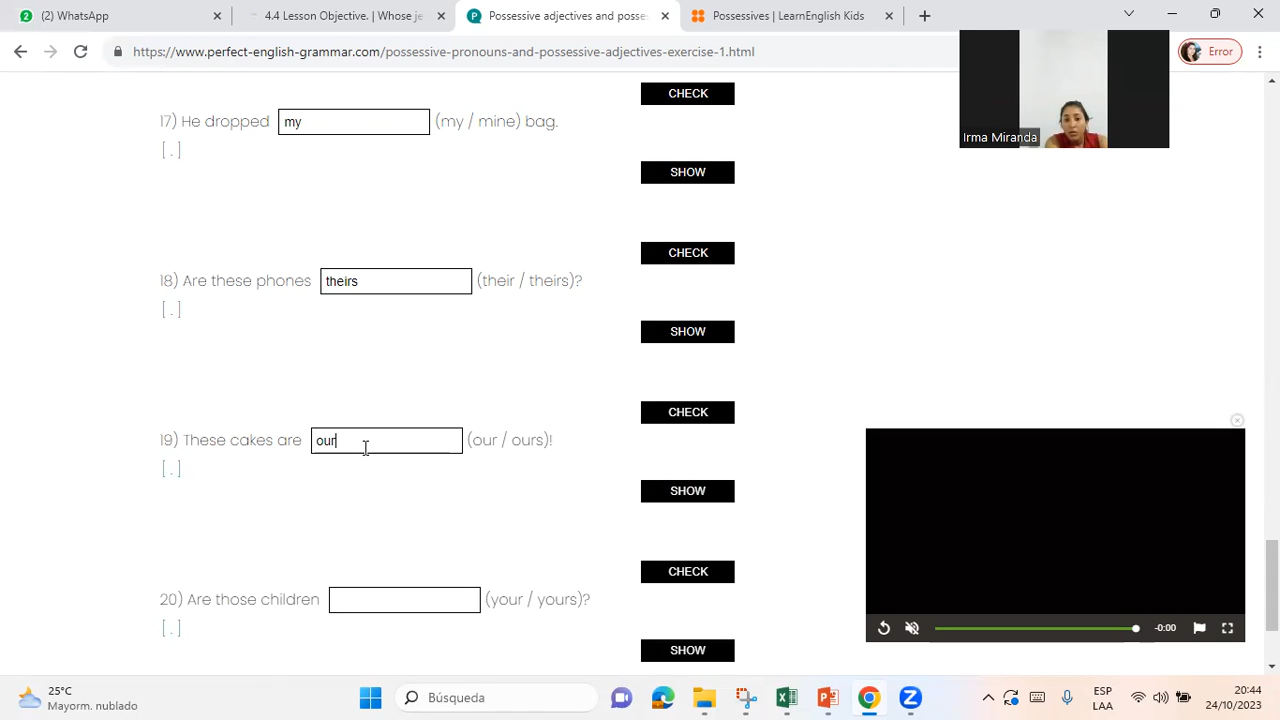 (2) WhatsApp
4.4 Lesson Objective. | Whose je
Possessive adjectives and posse
Possessives | LearnEnglish Kids
https://www.perfect-english-grammar.com/possessive-pronouns-and-possessive-adjectives-exercise-1.html
Error
Irma Miranda
CHECK
17) He dropped my (my / mine) bag.
[ . ]
SHOW
CHECK
18) Are these phones theirs (their / theirs)?
[ . ]
SHOW
CHECK
19) These cakes are our (our / ours)!
[ . ]
SHOW
CHECK
20) Are those children (your / yours)?
[ . ]
SHOW
-0:00
25°C
Mayorm. nublado
Búsqueda
ESP
LAA
20:44
24/10/2023